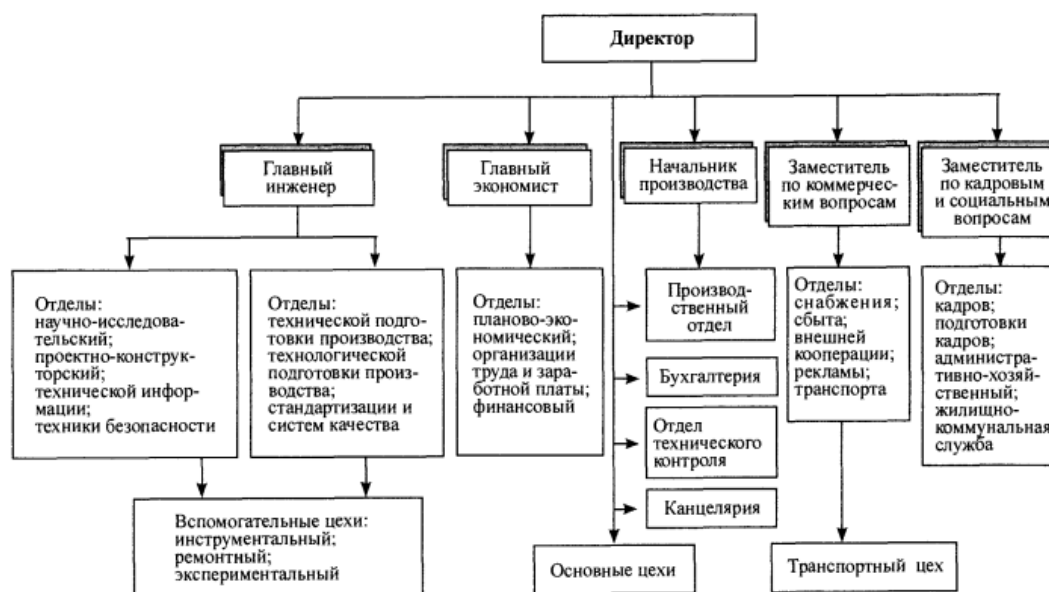 Директор
Главный
инженер
Главный
экономист
Начальник
производства
Заместитель
по коммерчес-
ким вопросам
Заместитель
по кадровым
и социальным
вопросам
Отделы:
научно-исследова-
тельский;
проектно-конструк-
торский;
технической инфор-
мации;
техники безопасности
Отделы:
технической подго-
товки производства;
технологической
подготовки произ-
водства;
стандартизации и
систем качества
Отделы:
планово-эко-
номический;
организации
труда и зара-
ботной платы;
финансовый
Производ-
ственный
отдел
Бухгалтерия
Отдел
технического
контроля
Канцелярия
Отделы:
снабжения;
сбыта;
внешней
кооперации;
рекламы;
транспорта
Отделы:
кадров;
подготовки
кадров;
администра-
тивно-хозяй-
ственный;
жилищно-
коммунальная
служба
Вспомогательные цехи:
инструментальный;
ремонтный;
экспериментальный
Основные цехи
Транспортный цех